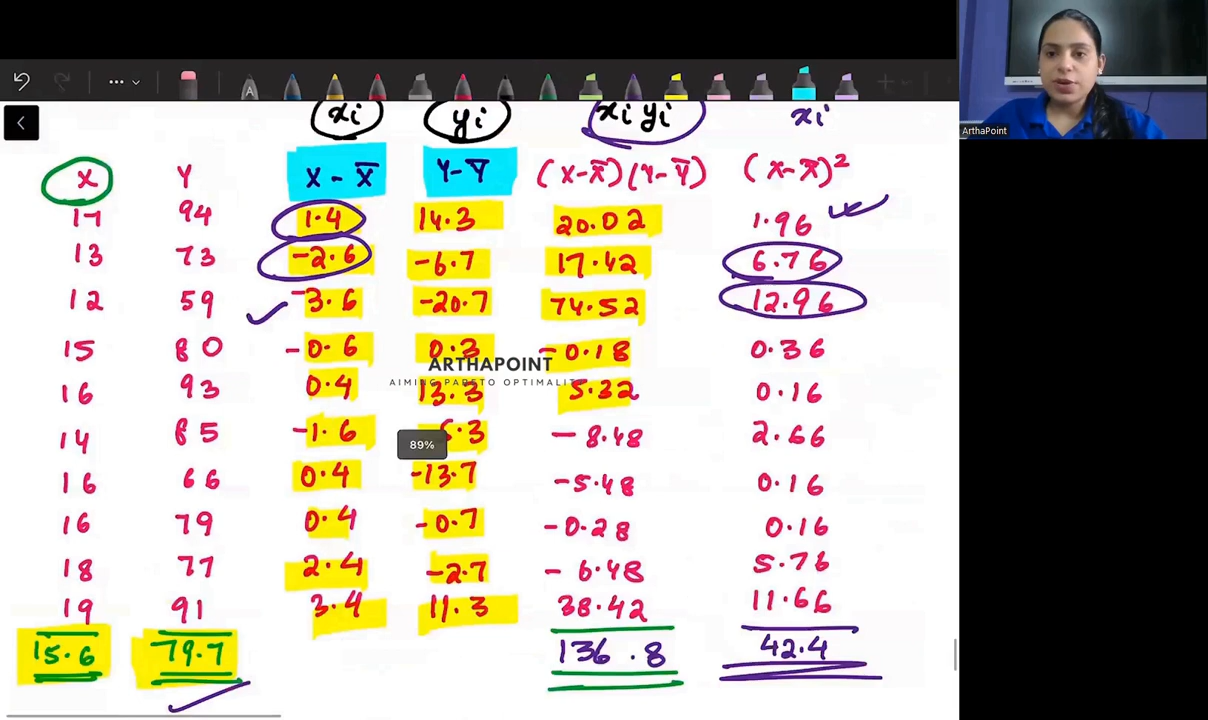 xi yi xi yi xi
ArthaPoint
X Y X - X̄ Y - Ȳ (X-X̄)(Y-Ȳ) (X-X̄)²
17 94 1.4 14.3 20.02 1.96
13 73 -2.6 -6.7 17.42 6.76
12 59 -3.6 -20.7 74.52 12.96
15 80 -0.6 0.3 -0.18 0.36
ARTHAPOINT
AIMING PARETO OPTIMALIT
16 93 0.4 13.3 5.32 0.16
14 85 -1.6 5.3 -8.48 2.66
89%
16 66 0.4 -13.7 -5.48 0.16
16 79 0.4 -0.7 -0.28 0.16
18 77 2.4 -2.7 -6.48 5.76
19 91 3.4 11.3 38.42 11.66
15.6 79.7 136.8 42.4